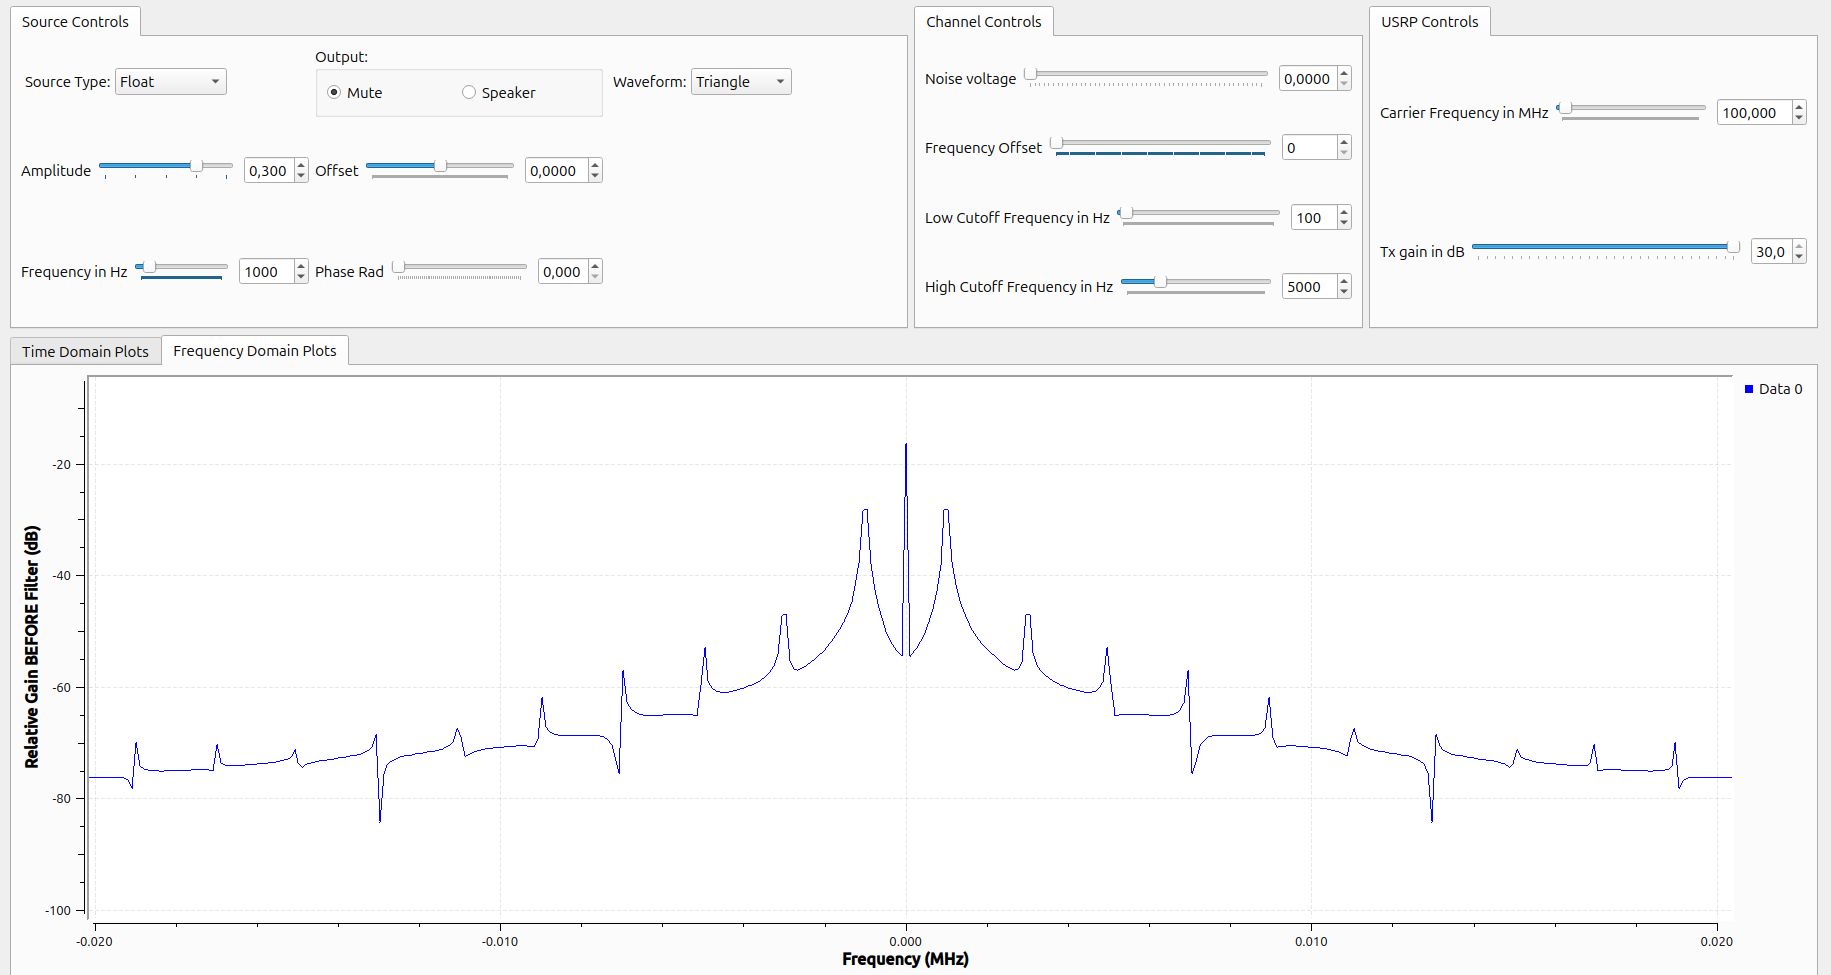 Source Controls
Source Type: Float
Output:
Mute
Speaker
Waveform: Triangle
Amplitude 0,300
Offset 0,0000
Frequency in Hz 1000
Phase Rad 0,000
Channel Controls
Noise voltage 0,0000
Frequency Offset 0
Low Cutoff Frequency in Hz 100
High Cutoff Frequency in Hz 5000
USRP Controls
Carrier Frequency in MHz 100,000
Tx gain in dB 30,0
Time Domain Plots
Frequency Domain Plots
Data 0
Relative Gain BEFORE Filter (dB)
-20
-40
-60
-80
-100
-0.020 -0.010 0.000 0.010 0.020
Frequency (MHz)